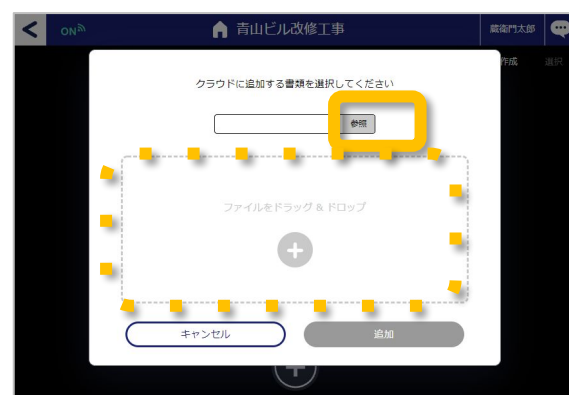 ON
青山ビル改修工事
蔵衛門太郎
作成
選択
クラウドに追加する書類を選択してください
参照
ファイルをドラッグ & ドロップ
キャンセル
追加